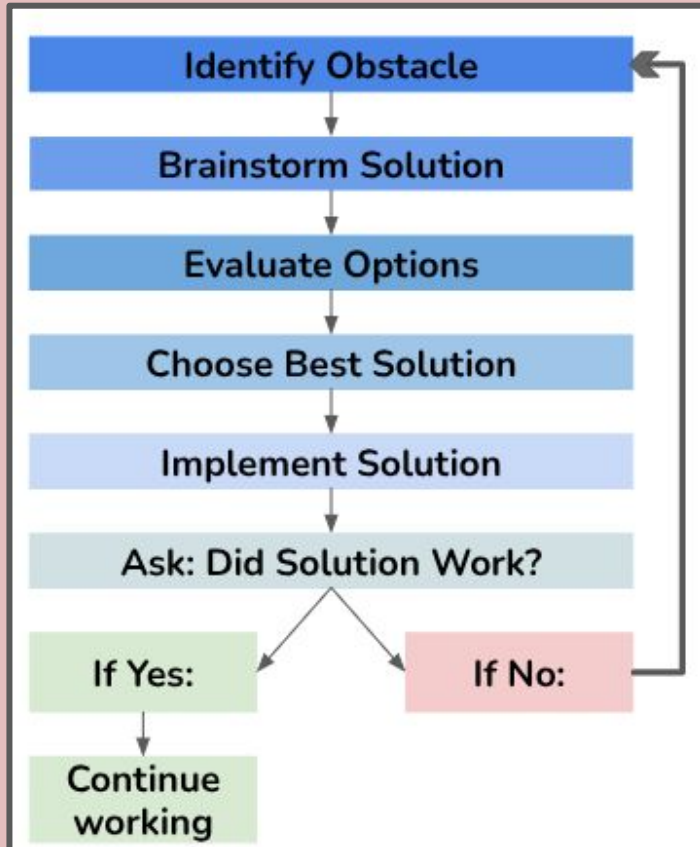 Identify Obstacle
Brainstorm Solution
Evaluate Options
Choose Best Solution
Implement Solution
Ask: Did Solution Work?
If Yes:
If No:
Continue
working